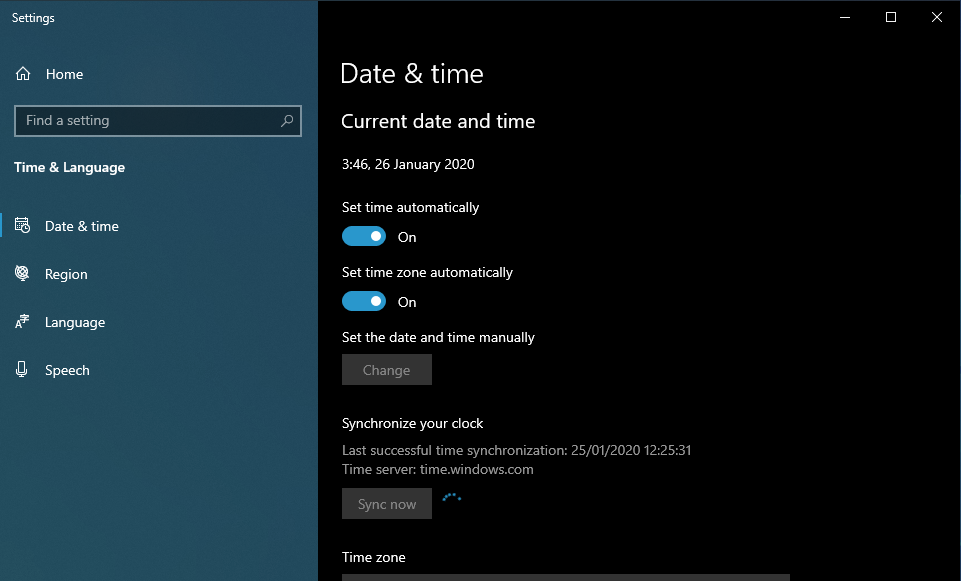 Settings
Home
Find a setting
Time & Language
Date & time
Region
Language
Speech
Date & time
Current date and time
3:46, 26 January 2020
Set time automatically
On
Set time zone automatically
On
Set the date and time manually
Change
Synchronize your clock
Last successful time synchronization: 25/01/2020 12:25:31
Time server: time.windows.com
Sync now
Time zone